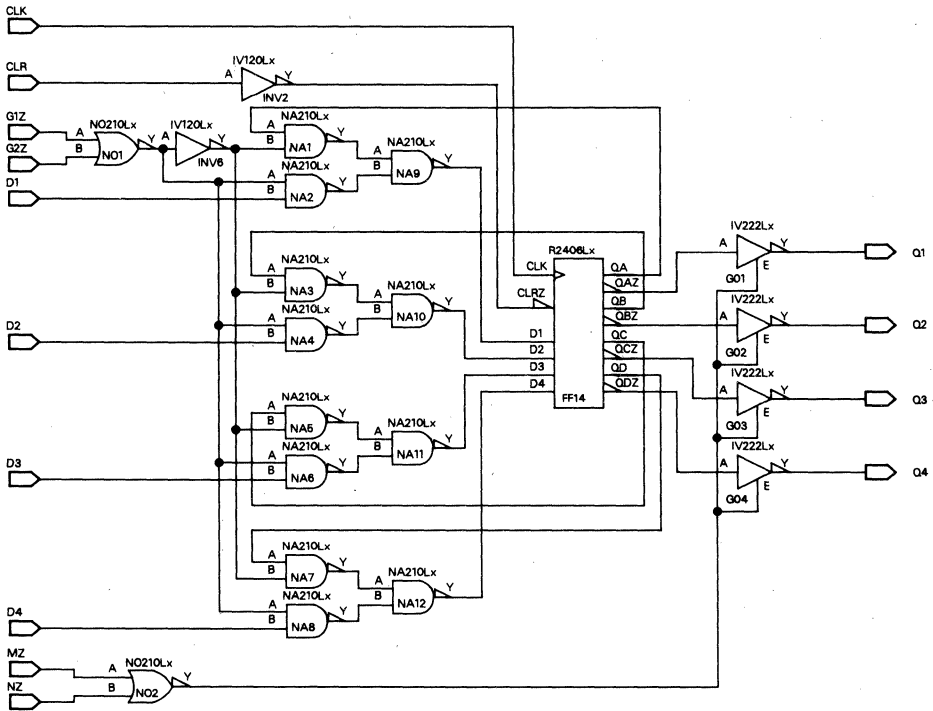 CLK
CLR
A
IV120Lx
Y
INV2
G1Z
G2Z
A
B
NO210Lx
NO1
Y
A
IV120Lx
Y
INV6
D1
A
B
NA210Lx
NA1
Y
NA210Lx
A
B
NA2
Y
NA210Lx
A
B
NA9
Y
NA210Lx
A
B
NA3
Y
NA210Lx
A
B
NA4
Y
NA210Lx
A
B
NA10
Y
D2
NA210Lx
A
B
NA5
Y
NA210Lx
A
B
NA6
Y
NA210Lx
A
B
NA11
Y
D3
NA210Lx
A
B
NA7
Y
NA210Lx
A
B
NA8
Y
NA210Lx
A
B
NA12
Y
D4
MZ
NZ
A
B
NO210Lx
NO2
Y
R2406Lx
CLK
CLRZ
D1
D2
D3
D4
QA
QAZ
QB
QBZ
QC
QCZ
QD
QDZ
FF14
IV222Lx
A
Y
E
G01
Q1
IV222Lx
A
Y
E
G02
Q2
IV222Lx
A
Y
E
G03
Q3
IV222Lx
A
Y
E
G04
Q4